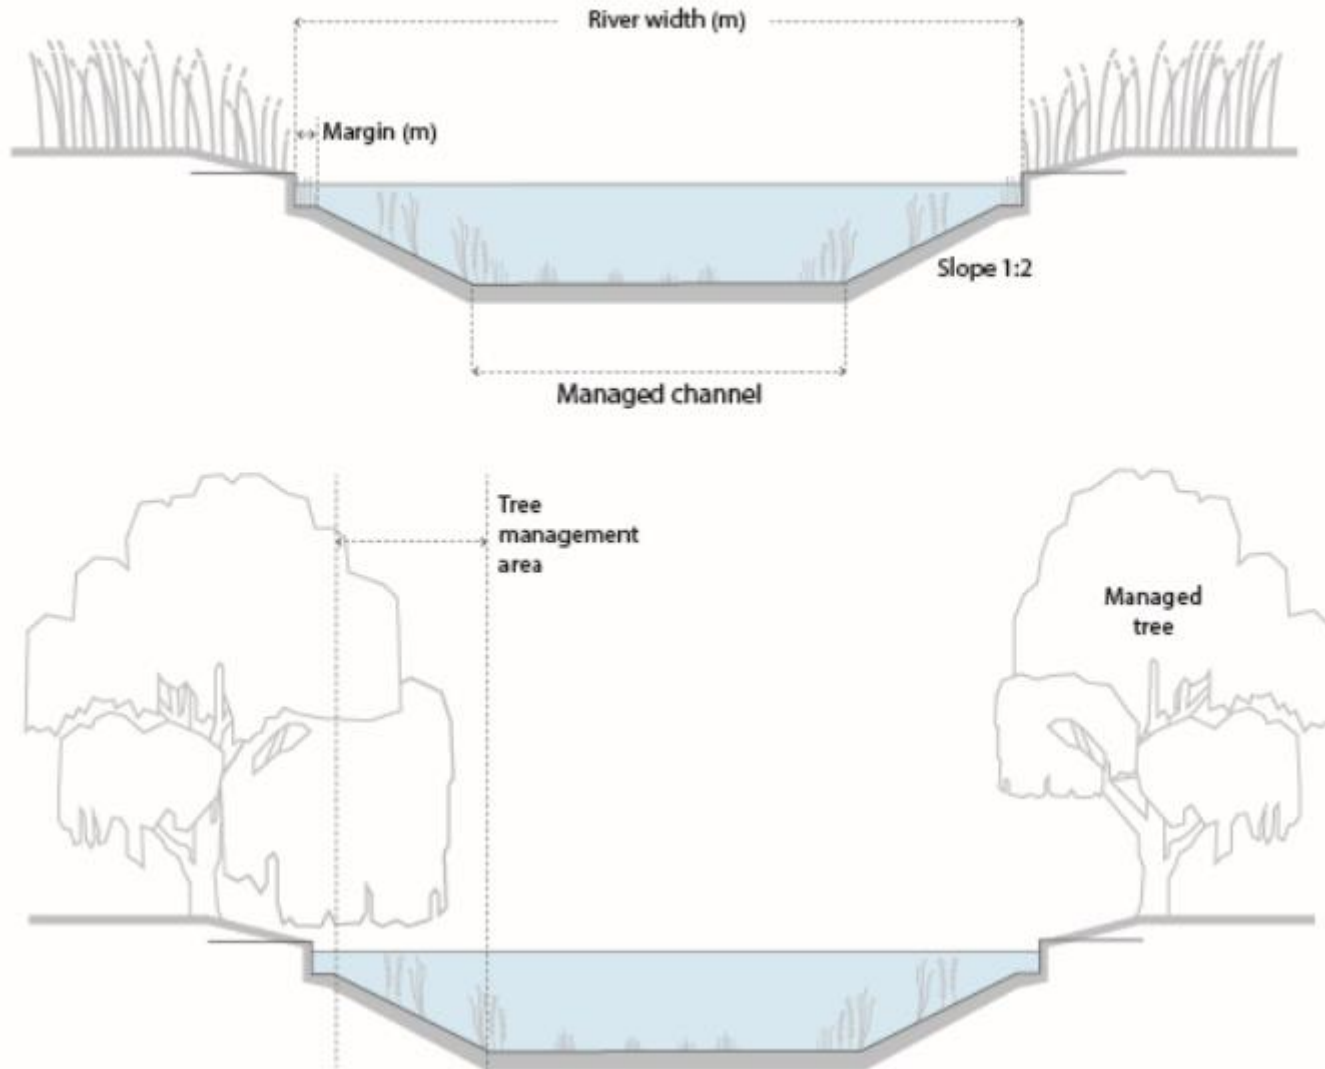 River width (m)
Margin (m)
Slope 1:2
Managed channel
Tree
management
area
Managed
tree